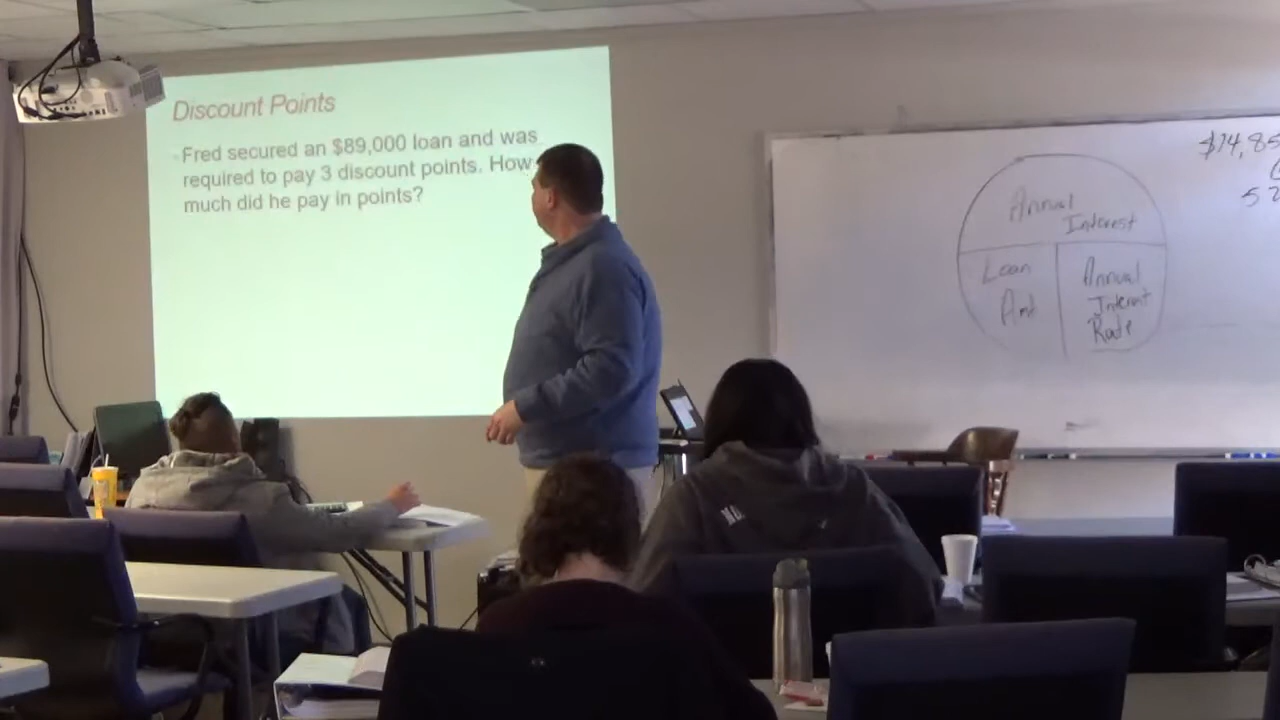 Discount Points
Fred secured an $89,000 loan and was
required to pay 3 discount points. How
much did he pay in points?
Annual
Interest
Loan
Amt
Annual
Interest
Rate